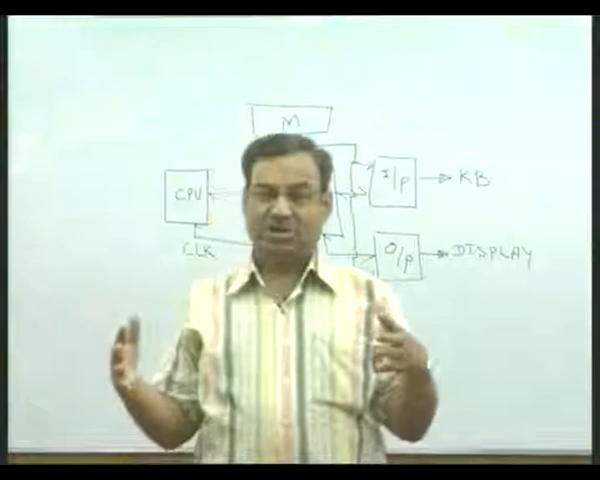 M
CPU
I/P
KB
CLK
O/P
DISPLAY